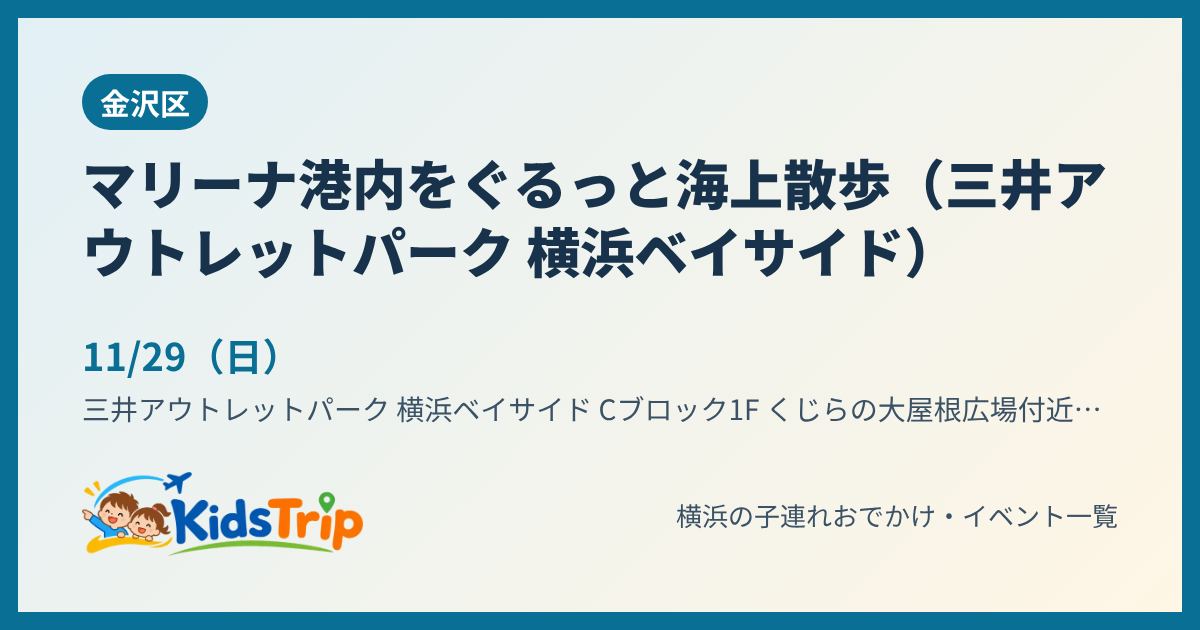 金沢区
マリーナ港内をぐるっと海上散歩（三井ア
ウトレットパーク 横浜ベイサイド）
11/29（日）
三井アウトレットパーク 横浜ベイサイド Cブロック1F くじらの大屋根広場付近…
KidsTrip
横浜の子連れおでかけ・イベント一覧